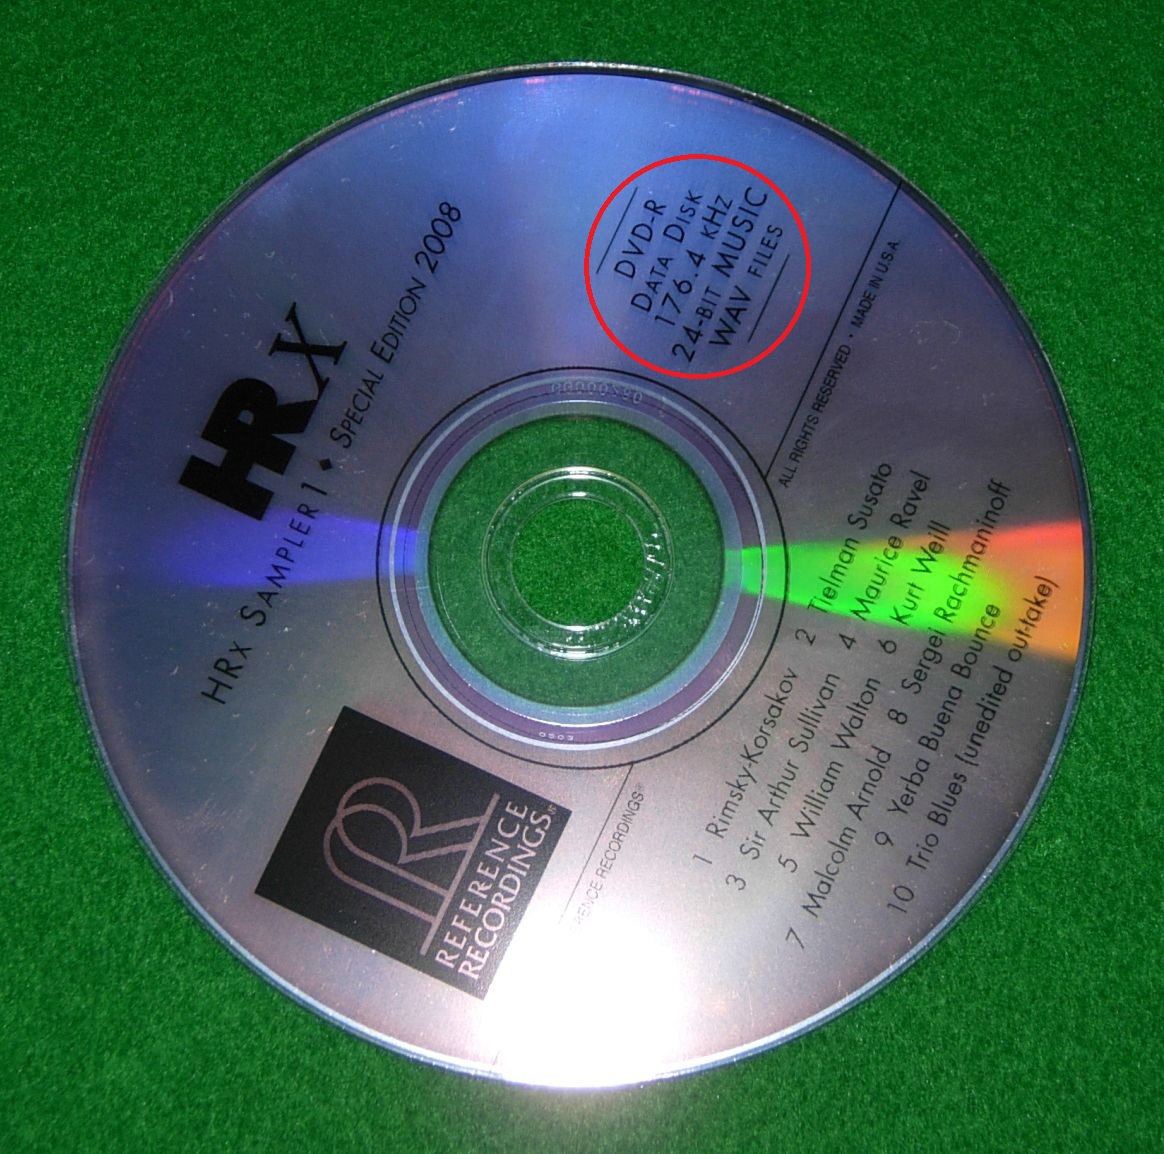 HRX
HRx Sampler 1 ♦ Special Edition 2008
DVD-R
Data Disk
176.4 kHz
24-bit MUSIC
WAV files
REFERENCE
RECORDINGS
RECORDINGS®
ALL RIGHTS RESERVED · MADE IN U.S.A.
1 Rimsky-Korsakov 2 Tielman Susato
3 Sir Arthur Sullivan 4 Maurice Ravel
5 William Walton 6 Kurt Weill
7 Malcolm Arnold 8 Sergei Rachmaninoff
9 Yerba Buena Bounce
10 Trio Blues (unedited out-take)